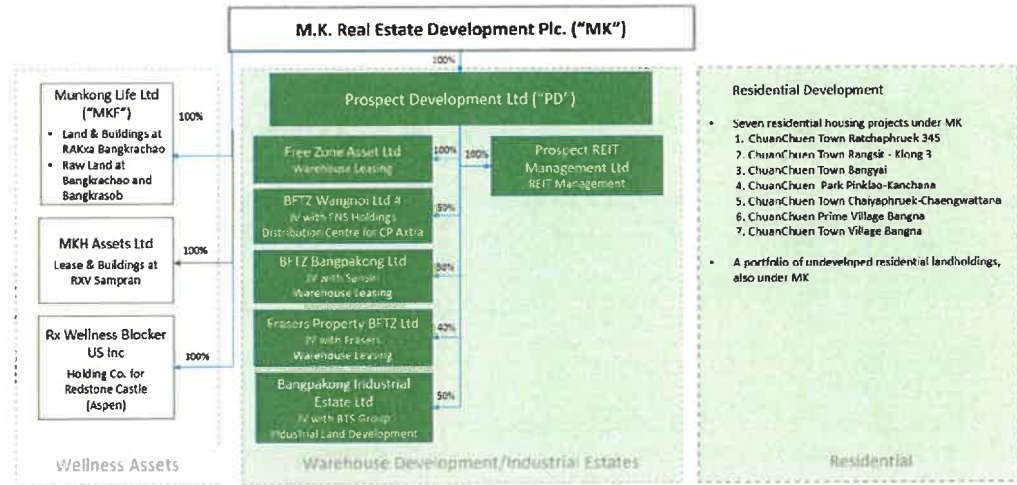 M.K. Real Estate Development Plc. ("MK")
100%
Munkong Life Ltd
("MKF")
• Land & Buildings at
RAKxa Bangkrachao
• Raw Land at
Bangkrachao and
Bangkrasob
100%
MKH Assets Ltd
Lease & Buildings at
RXV Sampran
100%
Rx Wellness Blocker
US Inc
Holding Co. for
Redstone Castle
(Aspen)
100%
Wellness Assets
Prospect Development Ltd ("PD')
Free Zone Asset Ltd
Warehouse Leasing
100%
100%
Prospect REIT
Management Ltd
REIT Management
BFTZ Wangnoi Ltd #
JV with FNS Holdings
Distribution Centre for CP Axtra
50%
BFTZ Bangpakong Ltd
JV with Sansiri
Warehouse Leasing
50%
Frasers Property BFTZ Ltd
JV with Frasers
Warehouse Leasing
40%
Bangpakong Industrial
Estate Ltd
JV with BTS Group
Industrial Land Development
50%
Warehouse Development/Industrial Estates
Residential Development
• Seven residential housing projects under MK
1. ChuanChuen Town Ratchaphruek 345
2. ChuanChuen Town Rangsit - Klong 3
3. ChuanChuen Town Bangyai
4. ChuanChuen Park Pinklao-Kanchana
5. ChuanChuen Town Chaiyaphruek-Chaengwattana
6. ChuanChuen Prime Village Bangna
7. ChuanChuen Town Village Bangna
• A portfolio of undeveloped residential landholdings,
also under MK
Residential